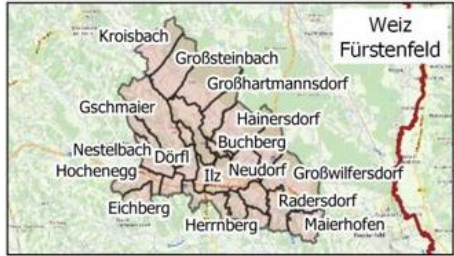 Weiz
Fürstenfeld
Kroisbach
Großsteinbach
Großhartmannsdorf
Gschmaier
Hainersdorf
Buchberg
Nestelbach
Dörfl
Hochenegg
Ilz
Neudorf
Großwilfersdorf
Eichberg
Radersdorf
Herrnberg
Maierhofen